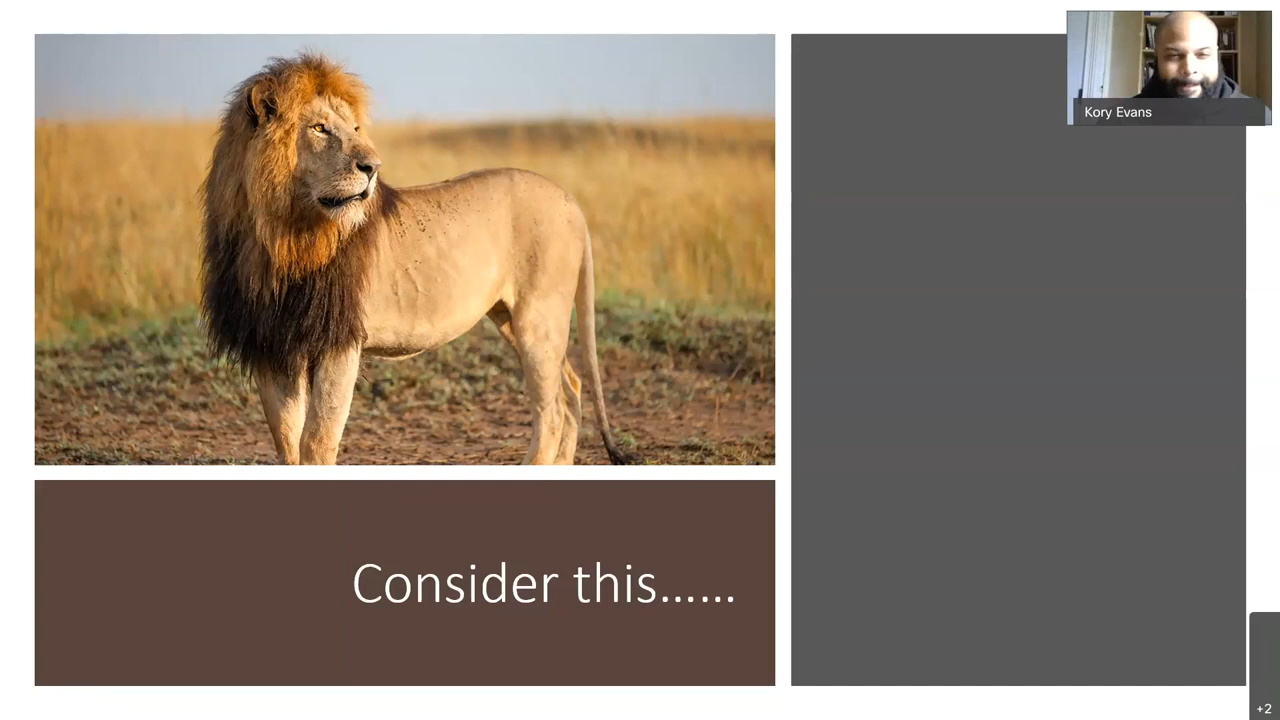 Kory Evans
Consider this......
+2